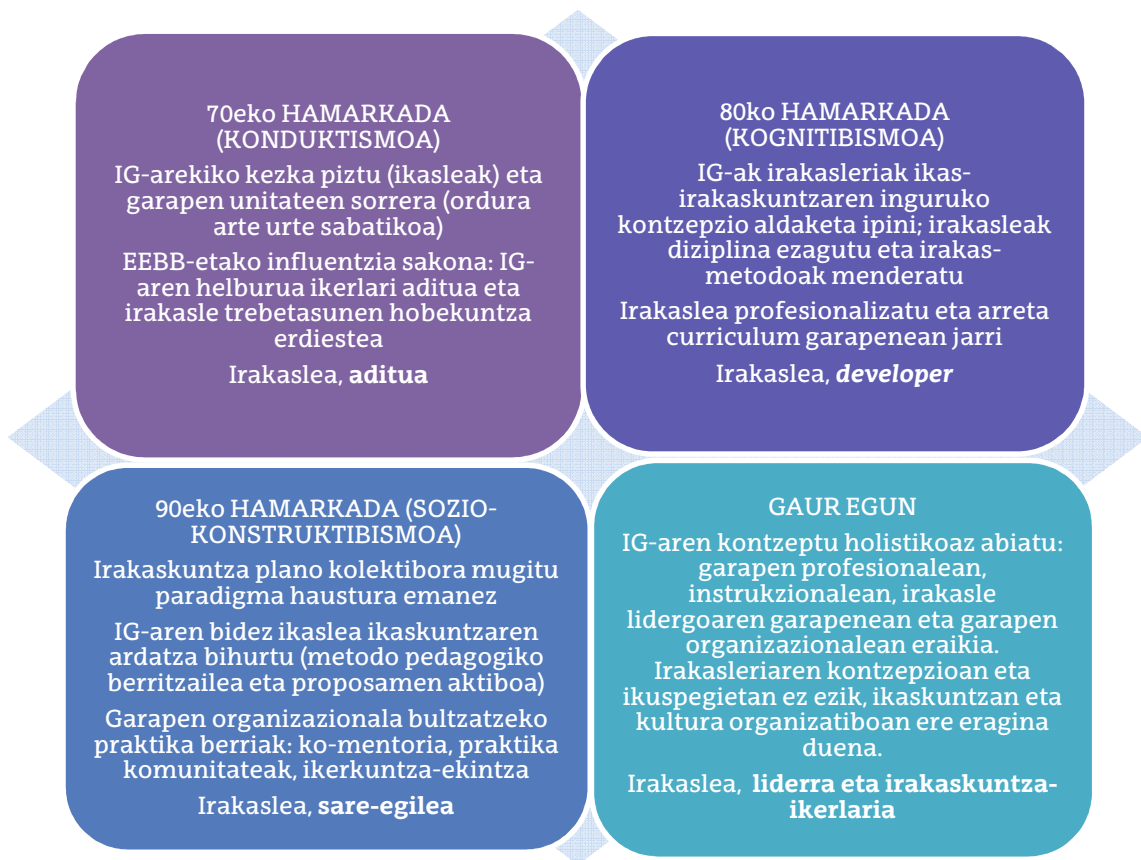 70eko HAMARKADA
(KONDUKTISMOA)
IG-arekiko kezka piztu (ikasleak) eta
garapen unitateen sorrera (ordura
arte urte sabatikoa)
EEBB-etako influentzia sakona: IG-
aren helburua ikerlari aditua eta
irakasle trebetasunen hobekuntza
erdiestea
Irakaslea, aditua
80ko HAMARKADA
(KOGNITIBISMOA)
IG-ak irakasleriak ikas-
irakaskuntzaren inguruko
kontzepzio aldaketa ipini; irakasleak
diziplina ezagutu eta irakas-
metodoak menderatu
Irakaslea profesionalizatu eta arreta
curriculum garapenean jarri
Irakaslea, developer
90eko HAMARKADA (SOZIO-
KONSTRUKTIBISMOA)
Irakaskuntza plano kolektibora mugitu
paradigma haustura emanez
IG-aren bidez ikaslea ikaskuntzaren
ardatza bihurtu (metodo pedagogiko
berritzailea eta proposamen aktiboa)
Garapen organizazionala bultzatzeko
praktika berriak: ko-mentoria, praktika
komunitateak, ikerkuntza-ekintza
Irakaslea, sare-egilea
GAUR EGUN
IG-aren kontzeptu holistikoaz abiatu:
garapen profesionalean,
instrukzionalean, irakasle
lidergoaren garapenean eta garapen
organizazionalean eraikia.
Irakasleriaren kontzepzioan eta
ikuspegietan ez ezik, ikaskuntzan eta
kultura organizatiboan ere eragina
duena.
Irakaslea, liderra eta irakaskuntza-
ikerlaria